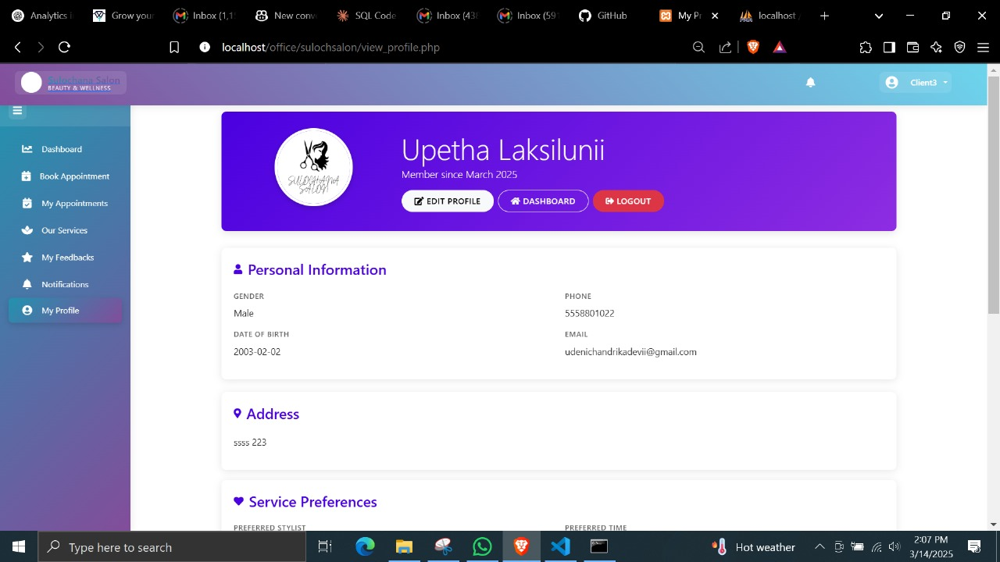 Analytics i
Grow your
Inbox (1,1
New conv
SQL Code
Inbox (43
Inbox (591
GitHub
My Pr
localhost /
localhost/office/sulochsalon/view_profile.php
Sulochana Salon
BEAUTY & WELLNESS
Client3
Dashboard
Book Appointment
My Appointments
Our Services
My Feedbacks
Notifications
My Profile
SULOCHANA
SALON
Upetha Laksilunii
Member since March 2025
EDIT PROFILE
DASHBOARD
LOGOUT
Personal Information
GENDER
Male
PHONE
5558801022
DATE OF BIRTH
2003-02-02
EMAIL
udenichandrikadevii@gmail.com
Address
ssss 223
Service Preferences
PREFERRED STYLIST
PREFERRED TIME
Type here to search
Hot weather
2:07 PM
3/14/2025